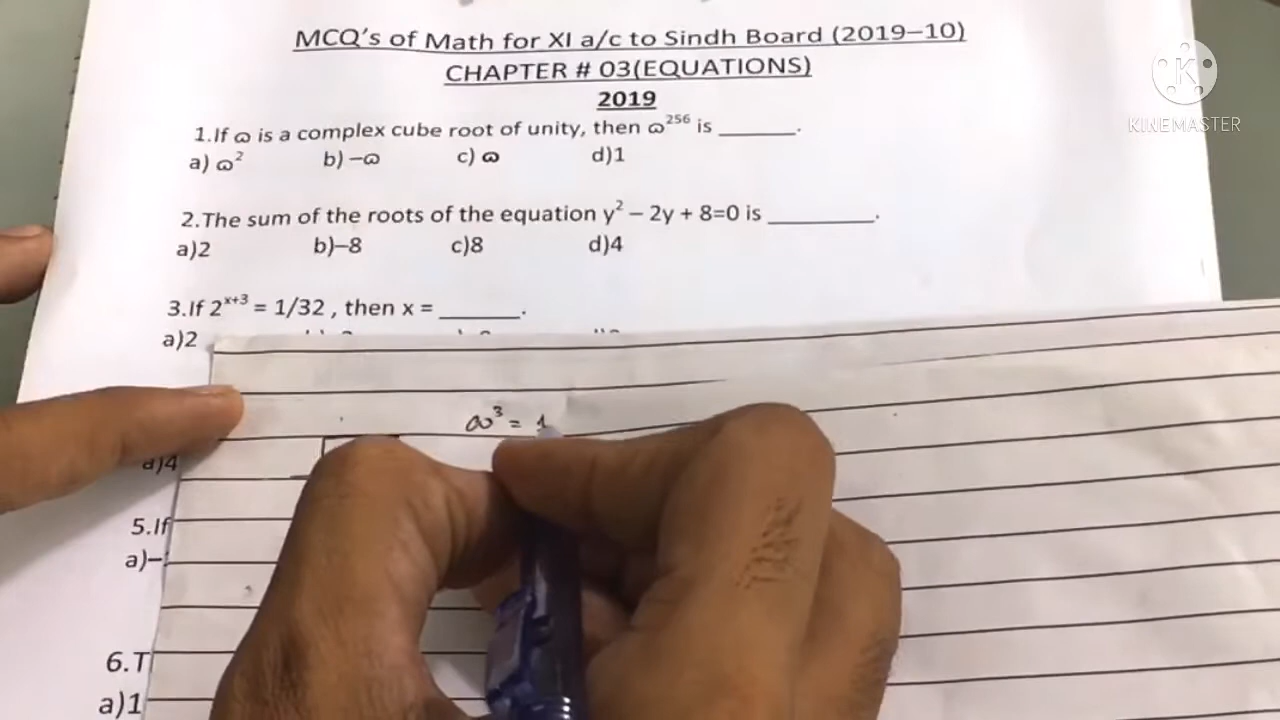 MCQ's of Math for XI a/c to Sindh Board (2019–10)
CHAPTER # 03(EQUATIONS)
2019
1.If ω is a complex cube root of unity, then ω²⁵⁶ is ______.
a) ω² b) –ω c) ω d)1
2.The sum of the roots of the equation y² – 2y + 8=0 is ________.
a)2 b)–8 c)8 d)4
3.If 2ˣ⁺³ = 1/32 , then x = ______.
a)2
ω³ = 1
a)4
5.If
a)–
6.T
a)1
K
KINEMASTER